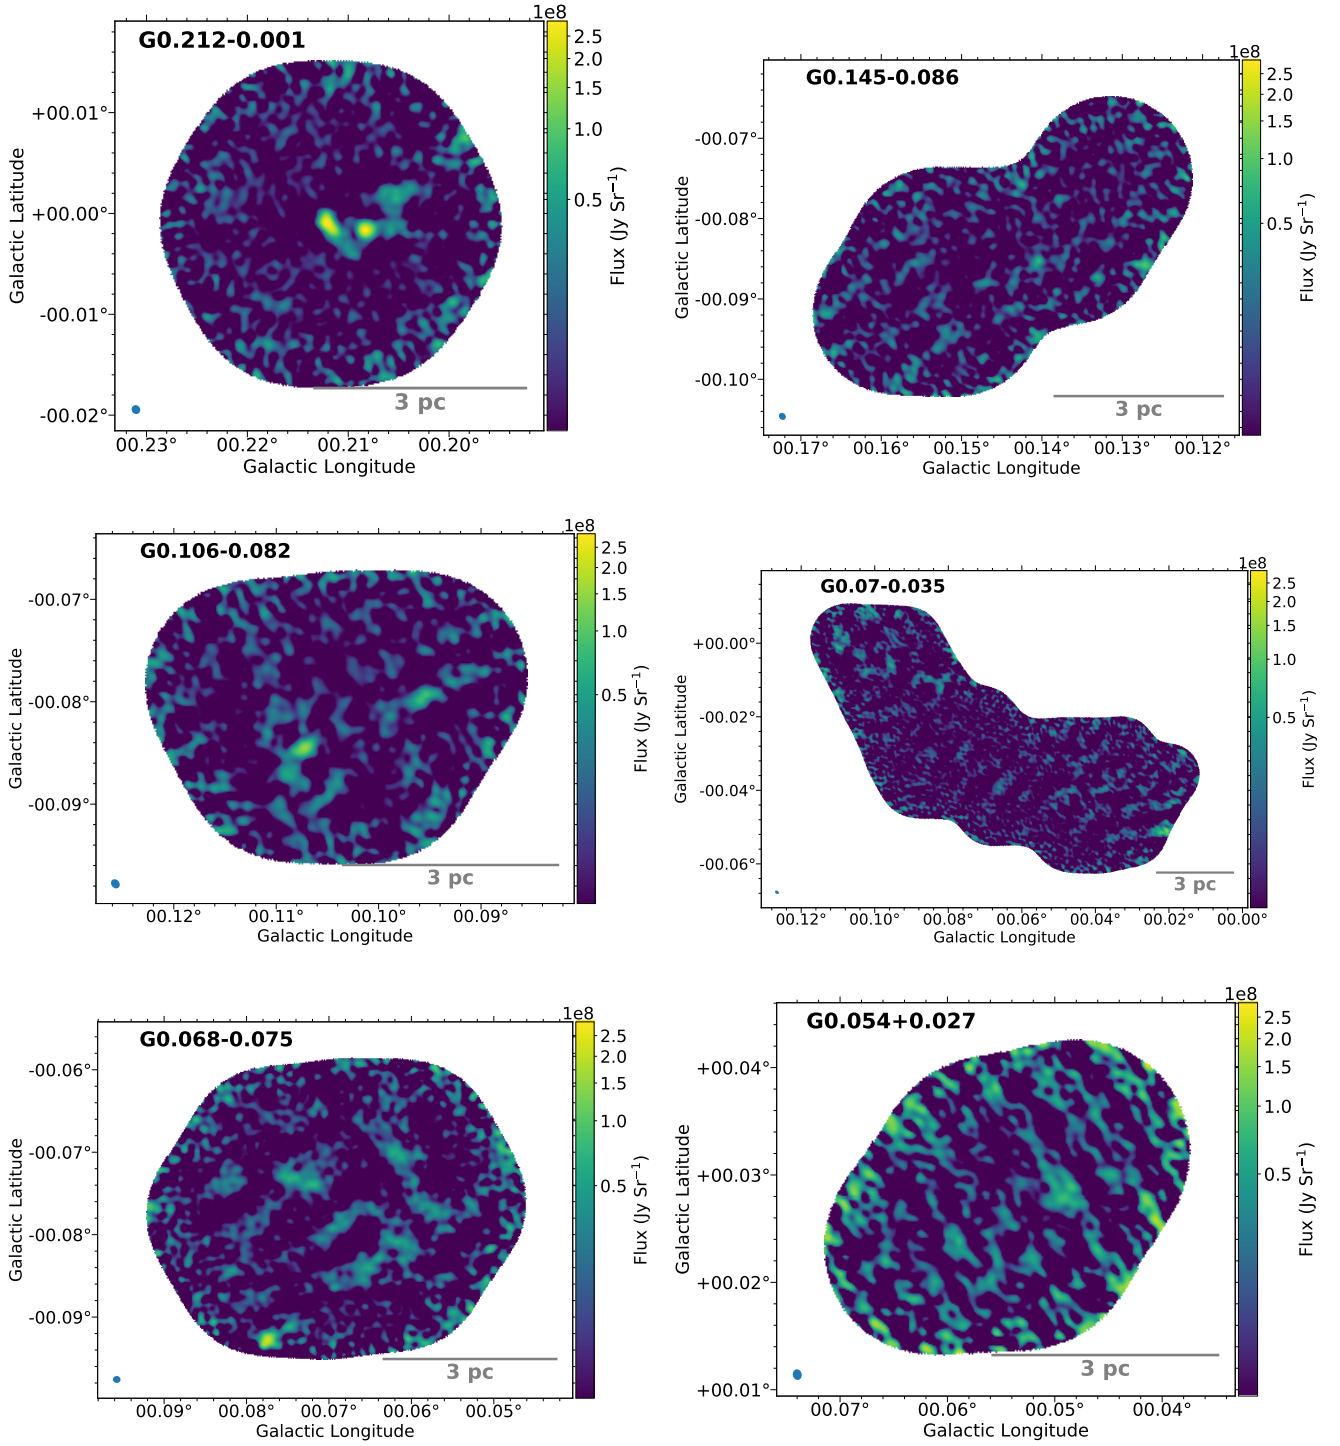 G0.212-0.001
1e8
2.5
2.0
1.0
0.5
Flux (Jy Sr⁻¹)
+00.01°
+00.00°
-00.01°
-00.02°
Galactic Latitude
3 pc
00.23°
00.22°
00.21°
00.20°
Galactic Longitude
G0.145-0.086
1e8
2.5
2.0
1.5
1.0
0.5
Flux (Jy Sr⁻¹)
-00.07°
-00.08°
-00.09°
-00.10°
Galactic Latitude
3 pc
00.17°
00.16°
00.15°
00.14°
00.13°
00.12°
Galactic Longitude
G0.106-0.082
1e8
2.5
2.0
1.0
0.5
Flux (Jy Sr⁻¹)
-00.07°
-00.08°
-00.09°
Galactic Latitude
3 pc
00.12°
00.11°
00.10°
00.09°
Galactic Longitude
G0.07-0.035
1e8
2.5
2.0
1.5
1.0
0.5
Flux (Jy Sr⁻¹)
+00.00°
-00.02°
-00.04°
-00.06°
Galactic Latitude
3 pc
00.12°
00.10°
00.08°
00.06°
00.04°
00.02°
00.00°
Galactic Longitude
G0.068-0.075
1e8
2.5
2.0
1.5
1.0
0.5
Flux (Jy Sr⁻¹)
-00.06°
-00.07°
-00.08°
-00.09°
Galactic Latitude
3 pc
00.09°
00.08°
00.07°
00.06°
00.05°
Galactic Longitude
G0.054+0.027
1e8
2.5
2.0
1.5
1.0
0.5
Flux (Jy Sr⁻¹)
+00.04°
+00.03°
+00.02°
+00.01°
Galactic Latitude
3 pc
00.07°
00.06°
00.05°
00.04°
Galactic Longitude